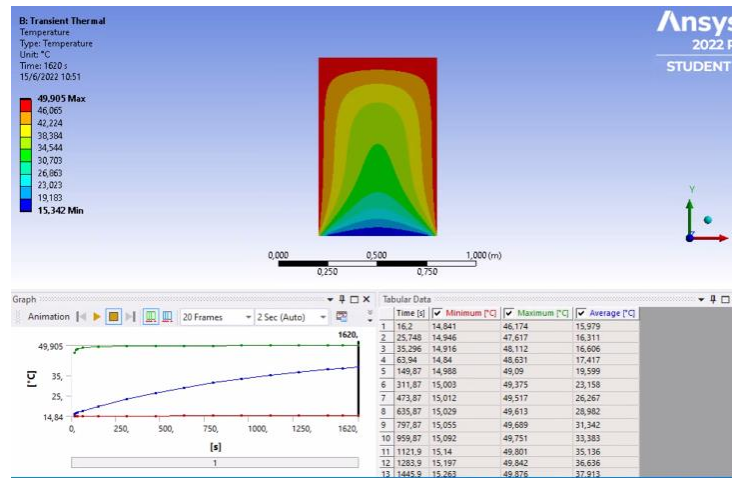 B: Transient Thermal
Temperature
Type: Temperature
Unit: °C
Time: 1620 s
15/6/2022 10:51
49,905 Max
46,065
42,224
38,384
34,544
30,703
26,863
23,023
19,183
15,342 Min
Ansys
2022
STUDENT
Y
0,000 0,500 1,000 (m)
0,250 0,750
Graph
Animation 20 Frames 2 Sec (Auto)
1620,
49,905
35,
25,
14,84
[°C]
0, 250, 500, 750, 1000, 1250, 1620,
[s]
1
Tabular Data
Time [s] Minimum [°C] Maximum [°C] Average [°C]
1 16,2 14,841 46,174 15,979
2 25,748 14,946 47,617 16,311
3 35,296 14,916 48,112 16,606
4 63,94 14,84 48,631 17,417
5 149,87 14,988 49,09 19,599
6 311,87 15,003 49,375 23,158
7 473,87 15,012 49,517 26,267
8 635,87 15,029 49,613 28,982
9 797,87 15,055 49,689 31,342
10 959,87 15,092 49,751 33,383
11 1121,9 15,14 49,801 35,136
12 1283,9 15,197 49,842 36,636
13 1445,9 15,263 49,876 37,913